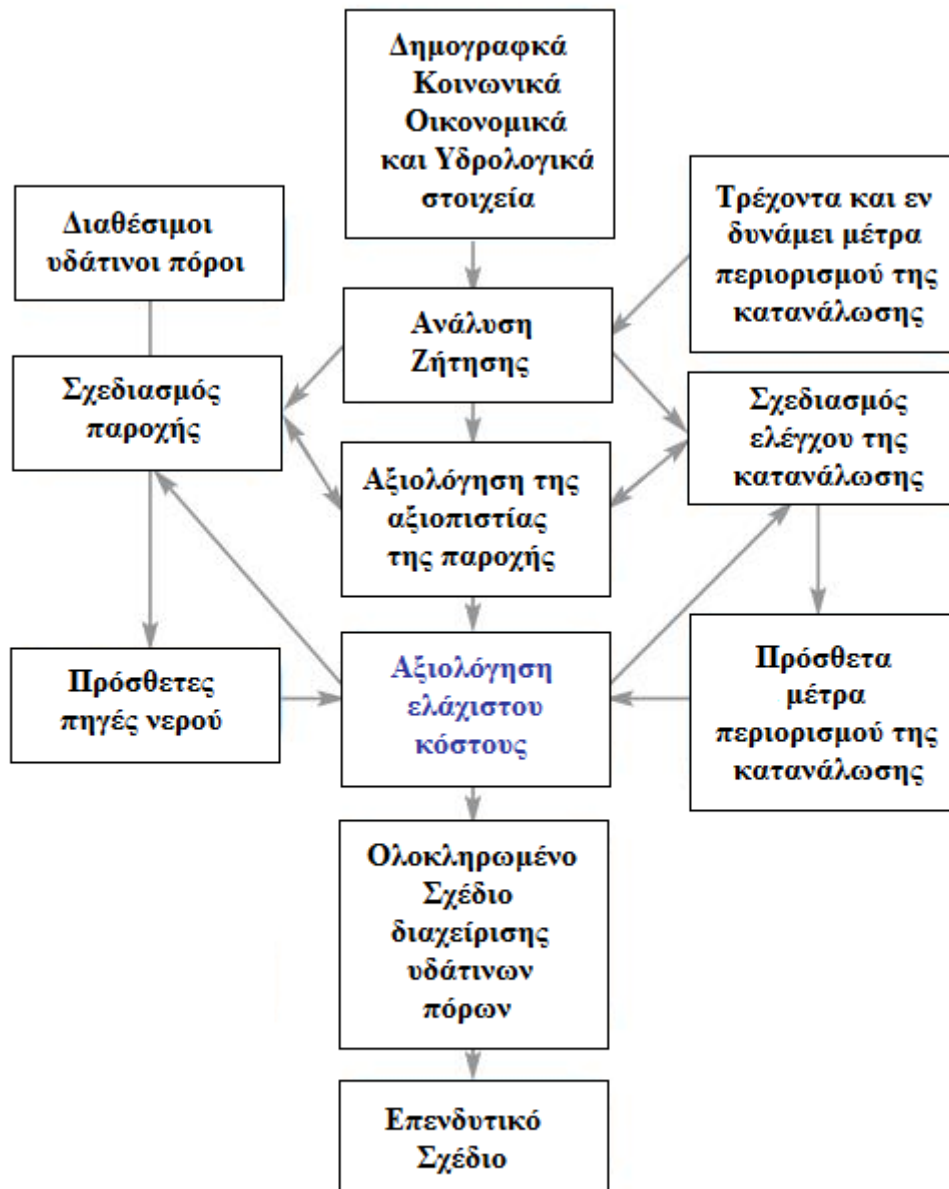 Δημογραφκά
Κοινωνικά
Οικονομικά
και Υδρολογικά
στοιχεία
Διαθέσιμοι
υδάτινοι πόροι
Τρέχοντα και εν
δυνάμει μέτρα
περιορισμού της
κατανάλωσης
Ανάλυση
Ζήτησης
Σχεδιασμός
παροχής
Σχεδιασμός
ελέγχου της
κατανάλωσης
Αξιολόγηση της
αξιοπιστίας
της παροχής
Πρόσθετες
πηγές νερού
Αξιολόγηση
ελάχιστου
κόστους
Πρόσθετα
μέτρα
περιορισμού της
κατανάλωσης
Ολοκληρωμένο
Σχέδιο
διαχείρισης
υδάτινων
πόρων
Επενδυτικό
Σχέδιο